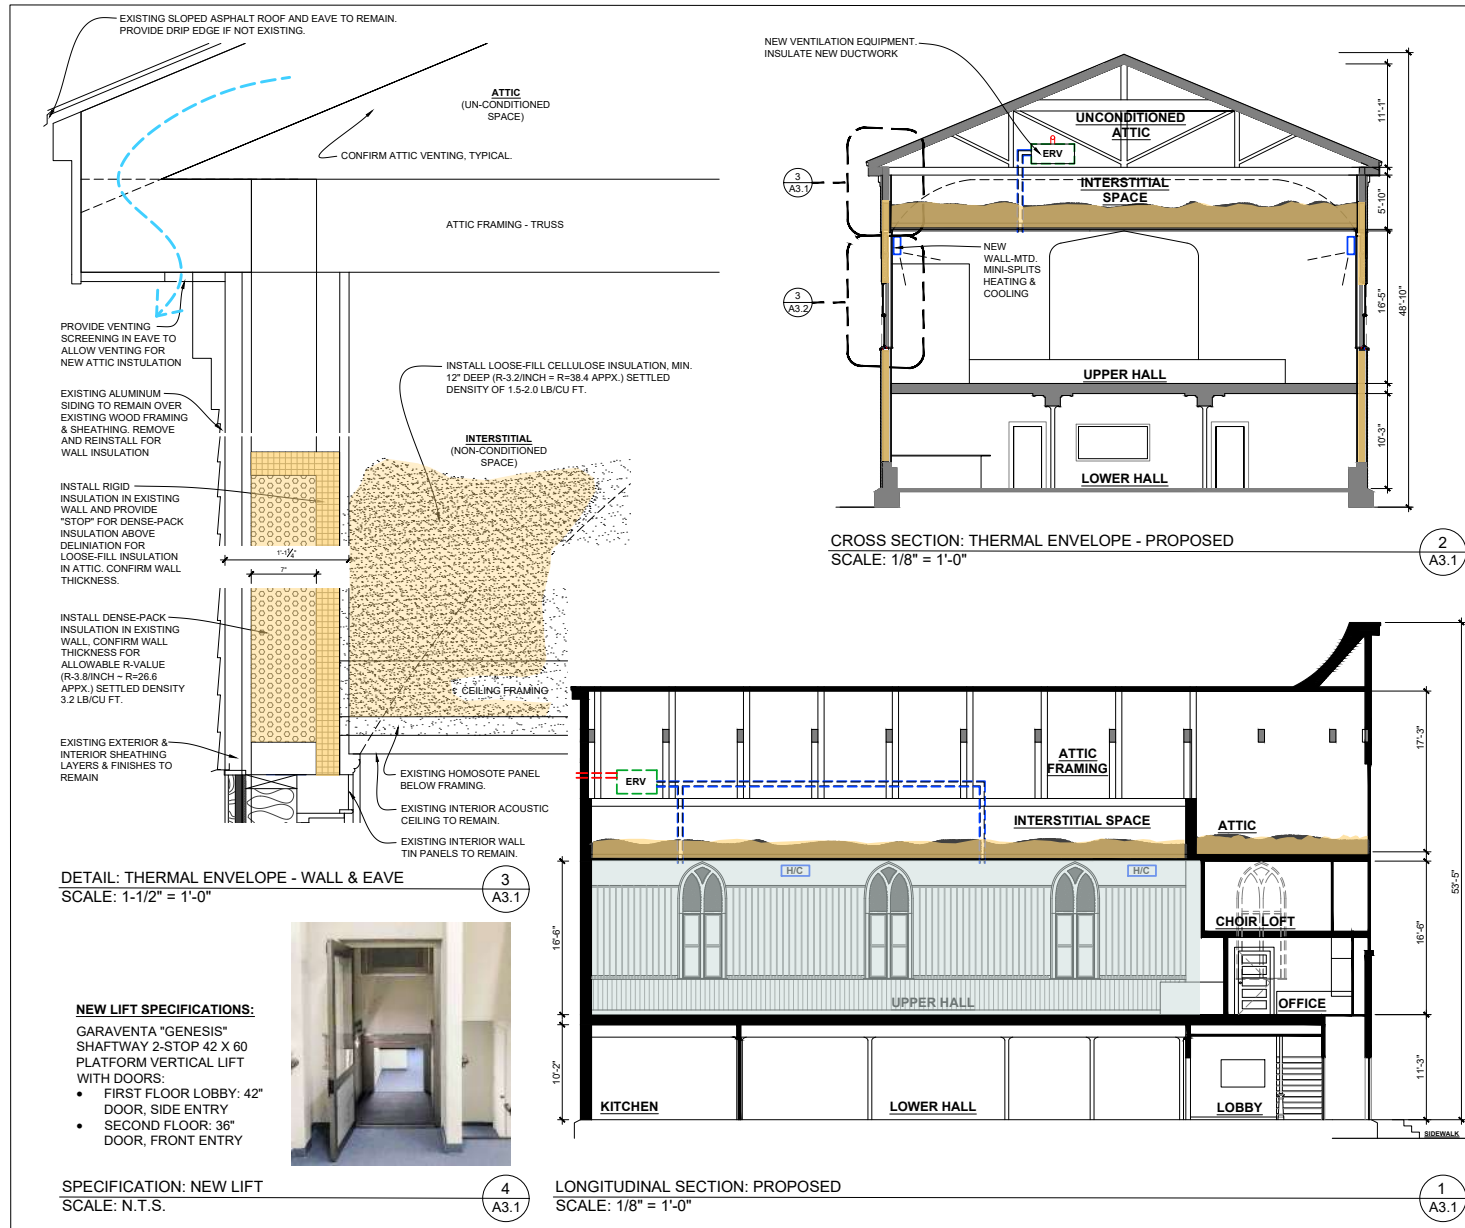 EXISTING SLOPED ASPHALT ROOF AND EAVE TO REMAIN.
PROVIDE DRIP EDGE IF NOT EXISTING.
ATTIC
(UN-CONDITIONED
SPACE)
CONFIRM ATTIC VENTING, TYPICAL.
ATTIC FRAMING - TRUSS
PROVIDE VENTING
SCREENING IN EAVE TO
ALLOW VENTING FOR
NEW ATTIC INSTULATION
EXISTING ALUMINUM
SIDING TO REMAIN OVER
EXISTING WOOD FRAMING
& SHEATHING. REMOVE
AND REINSTALL FOR
WALL INSULATION
INSTALL RIGID
INSULATION IN EXISTING
WALL AND PROVIDE
"STOP" FOR DENSE-PACK
INSULATION ABOVE
DELINIATION FOR
LOOSE-FILL INSULATION
IN ATTIC. CONFIRM WALL
THICKNESS.
INSTALL DENSE-PACK
INSULATION IN EXISTING
WALL, CONFIRM WALL
THICKNESS FOR
ALLOWABLE R-VALUE
(R-3.8/INCH ~ R=26.6
APPX.) SETTLED DENSITY
3.2 LB/CU FT.
EXISTING EXTERIOR &
INTERIOR SHEATHING
LAYERS & FINISHES TO
REMAIN
INSTALL LOOSE-FILL CELLULOSE INSULATION, MIN.
12" DEEP (R-3.2/INCH = R=38.4 APPX.) SETTLED
DENSITY OF 1.5-2.0 LB/CU FT.
INTERSTITIAL
(NON-CONDITIONED
SPACE)
7"
CEILING FRAMING
EXISTING HOMOSOTE PANEL
BELOW FRAMING.
EXISTING INTERIOR ACOUSTIC
CEILING TO REMAIN.
EXISTING INTERIOR WALL
TIN PANELS TO REMAIN.
DETAIL: THERMAL ENVELOPE - WALL & EAVE
SCALE: 1-1/2" = 1'-0"
3
A3.1
NEW VENTILATION EQUIPMENT.
INSULATE NEW DUCTWORK
UNCONDITIONED
ATTIC
ERV
INTERSTITIAL
SPACE
3
A3.1
3
A3.2
NEW
WALL-MTD.
MINI-SPLITS
HEATING &
COOLING
UPPER HALL
LOWER HALL
11'-1"
5'-10"
16'-5"
10'-3"
48'-10"
CROSS SECTION: THERMAL ENVELOPE - PROPOSED
SCALE: 1/8" = 1'-0"
2
A3.1
ATTIC
FRAMING
ERV
INTERSTITIAL SPACE
ATTIC
H/C
H/C
CHOIR LOFT
UPPER HALL
OFFICE
KITCHEN
LOWER HALL
LOBBY
SIDEWALK
16'-6"
10'-2"
17'-3"
16'-6"
11'-3"
53'-5"
LONGITUDINAL SECTION: PROPOSED
SCALE: 1/8" = 1'-0"
1
A3.1
NEW LIFT SPECIFICATIONS:
GARAVENTA "GENESIS"
SHAFTWAY 2-STOP 42 X 60
PLATFORM VERTICAL LIFT
WITH DOORS:
• FIRST FLOOR LOBBY: 42"
DOOR, SIDE ENTRY
• SECOND FLOOR: 36"
DOOR, FRONT ENTRY
SPECIFICATION: NEW LIFT
SCALE: N.T.S.
4
A3.1